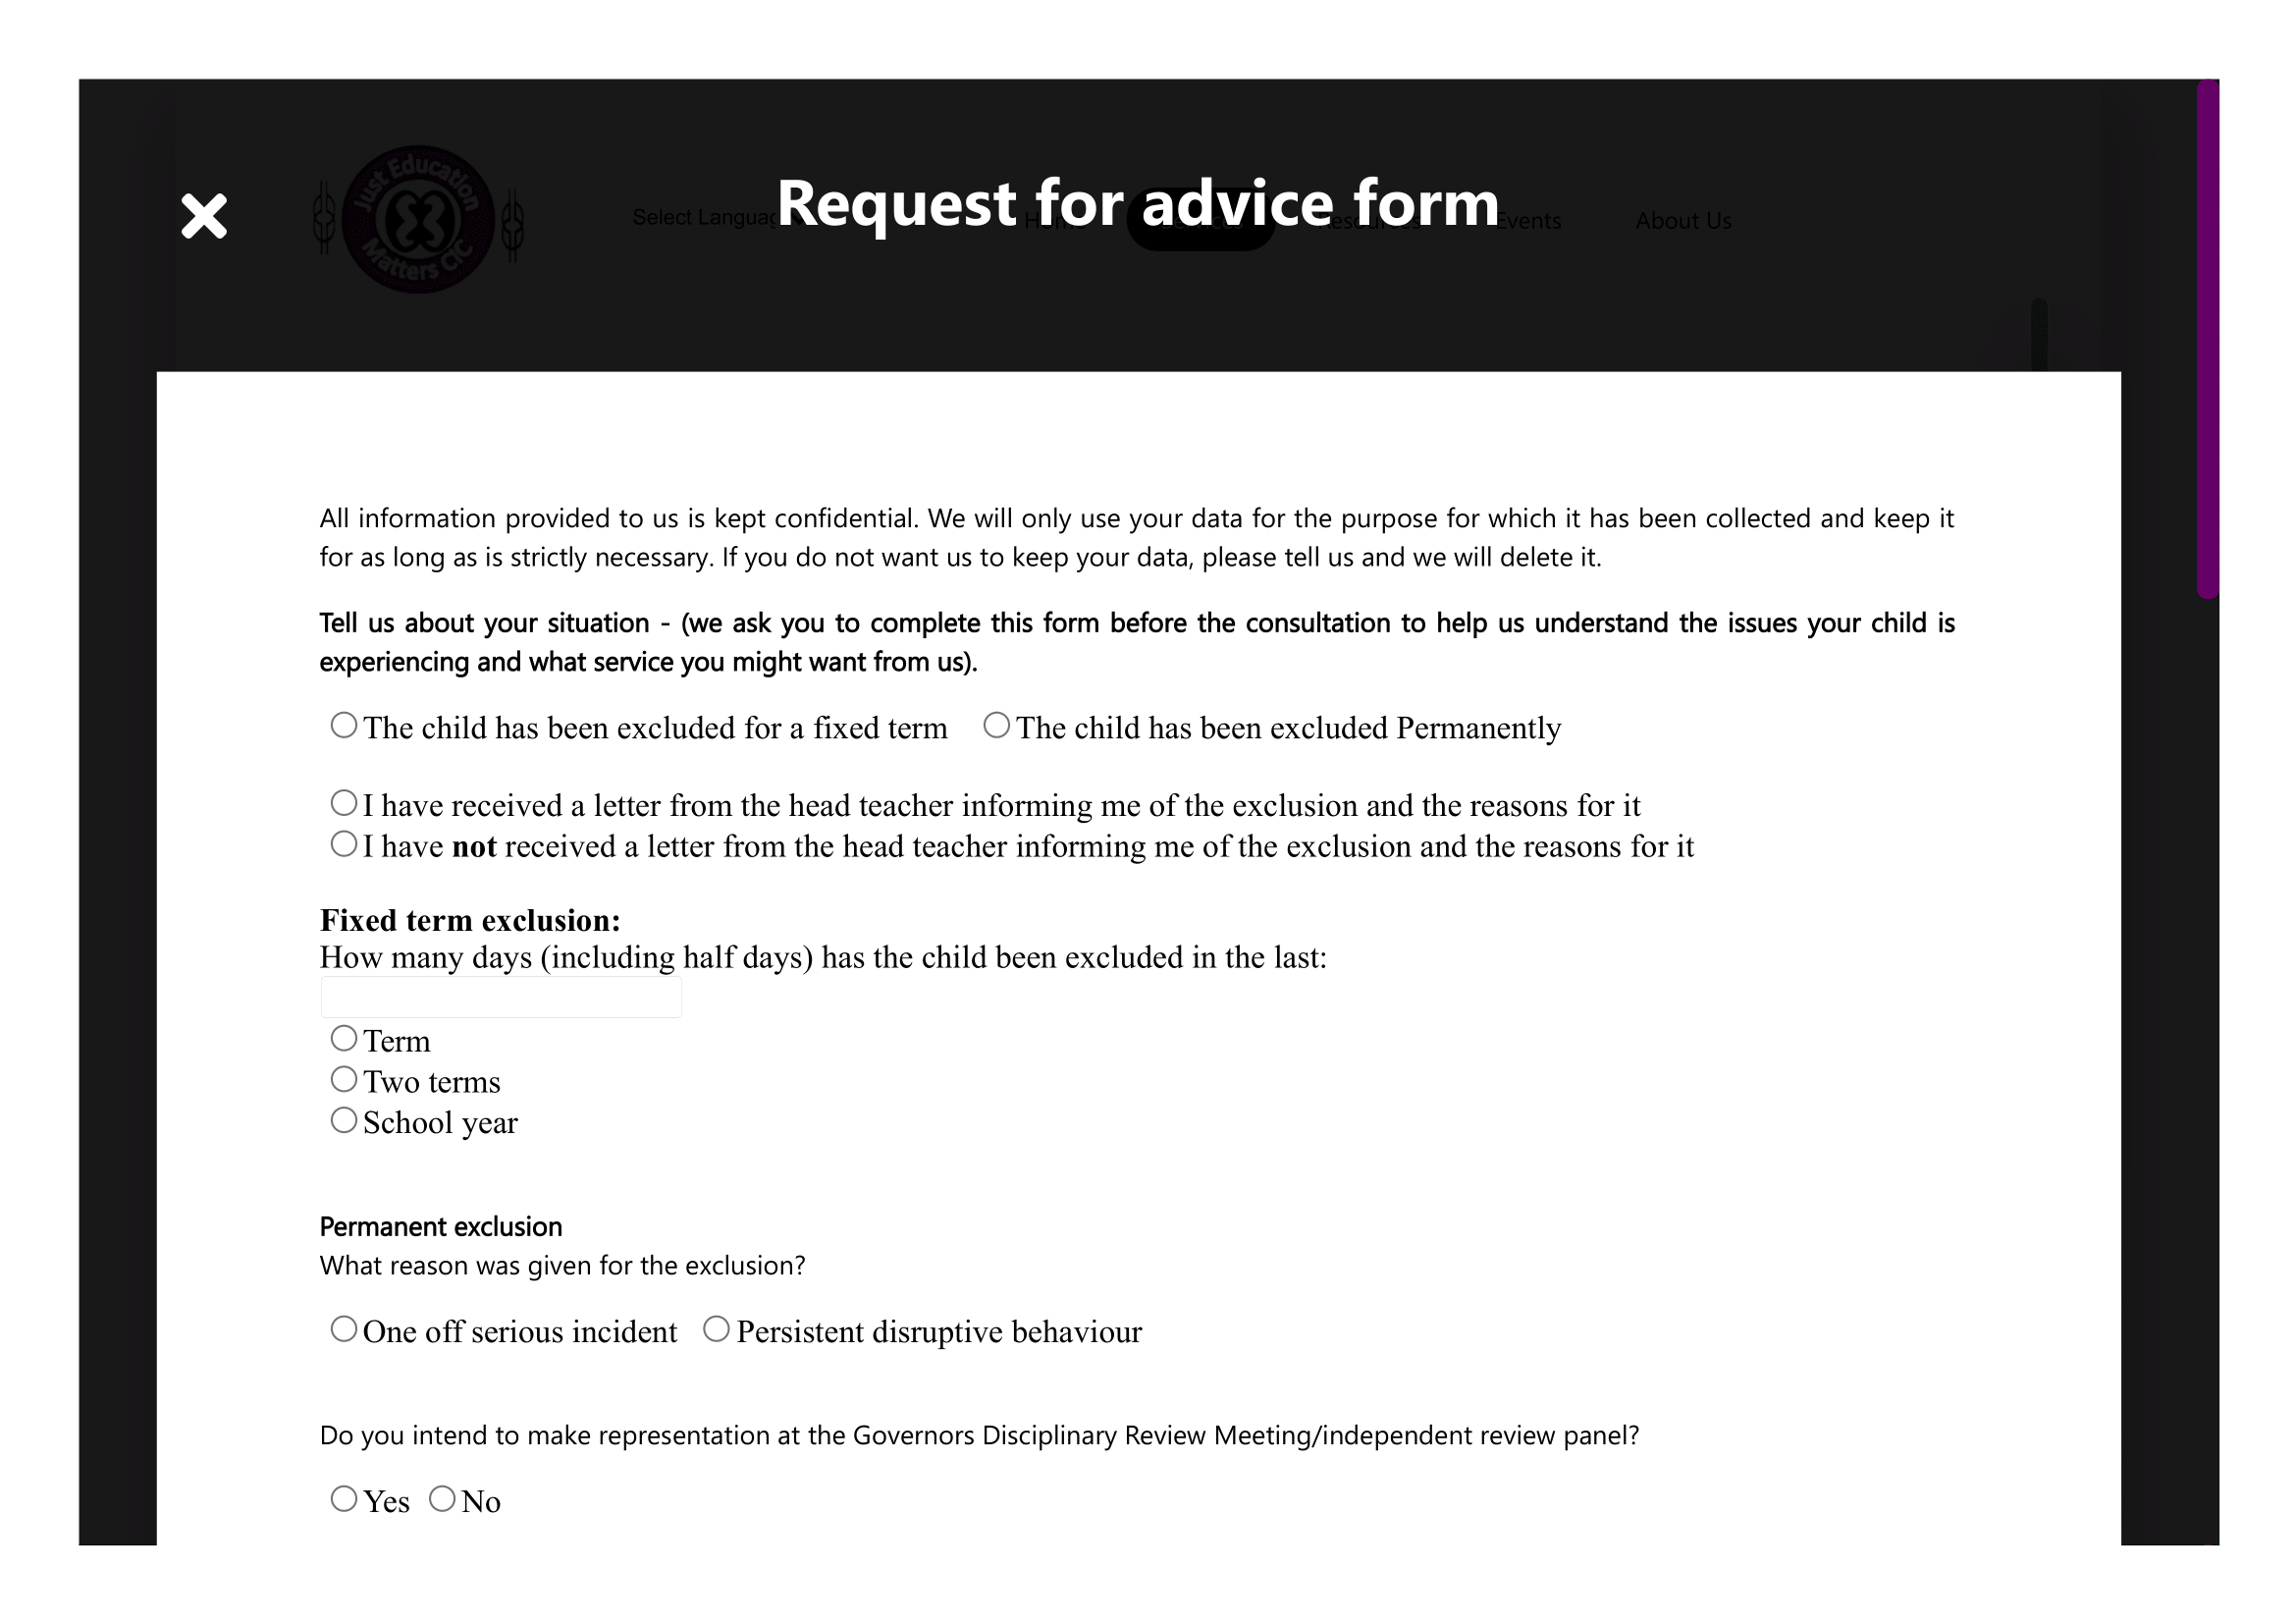 Just Education
Matters CIC
Select Languag
Request for advice form
Events
About Us
All information provided to us is kept confidential. We will only use your data for the purpose for which it has been collected and keep it
for as long as is strictly necessary. If you do not want us to keep your data, please tell us and we will delete it.
Tell us about your situation - (we ask you to complete this form before the consultation to help us understand the issues your child is
experiencing and what service you might want from us).
The child has been excluded for a fixed term The child has been excluded Permanently
I have received a letter from the head teacher informing me of the exclusion and the reasons for it
I have not received a letter from the head teacher informing me of the exclusion and the reasons for it
Fixed term exclusion:
How many days (including half days) has the child been excluded in the last:
Term
Two terms
School year
Permanent exclusion
What reason was given for the exclusion?
One off serious incident Persistent disruptive behaviour
Do you intend to make representation at the Governors Disciplinary Review Meeting/independent review panel?
Yes No